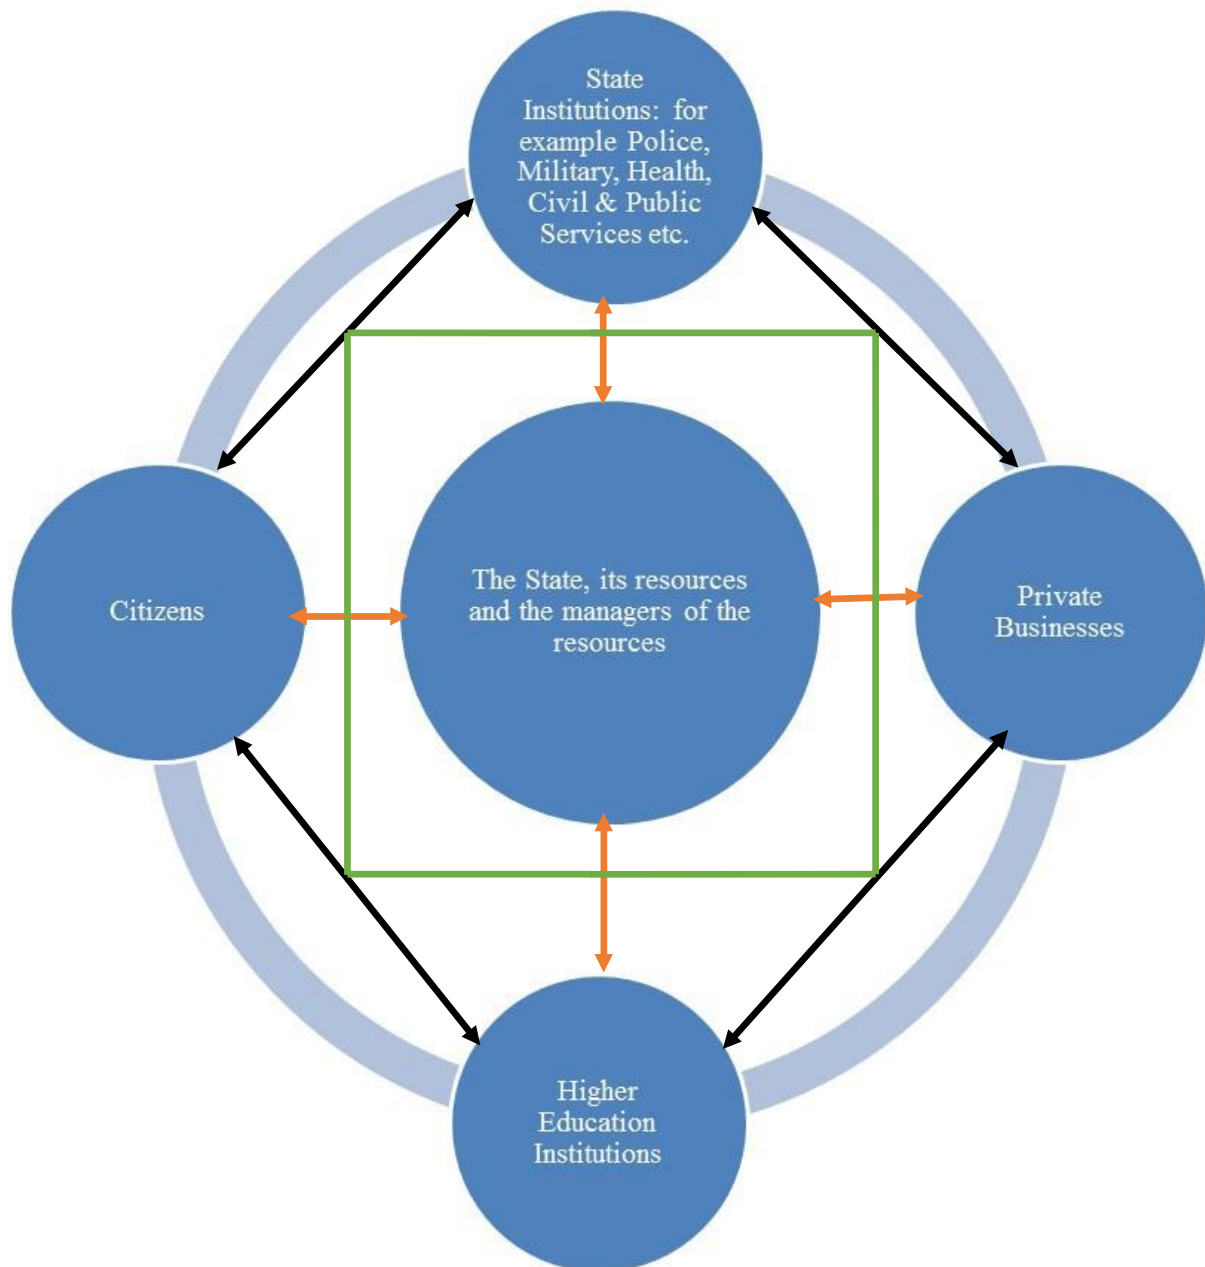 State
Institutions: for
example Police,
Military, Health,
Civil & Public
Services etc.
Citizens
The State, its resources
and the managers of the
resources
Private
Businesses
Higher
Education
Institutions